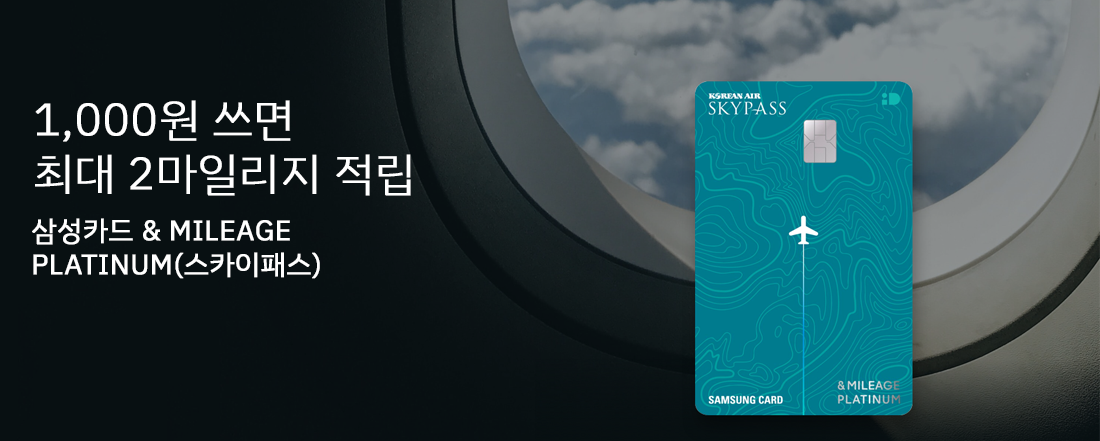 1,000원 쓰면
최대 2마일리지 적립
삼성카드 & MILEAGE
PLATINUM(스카이패스)
KOREAN AIR
SKYPASS
SAMSUNG CARD
& MILEAGE
PLATINUM